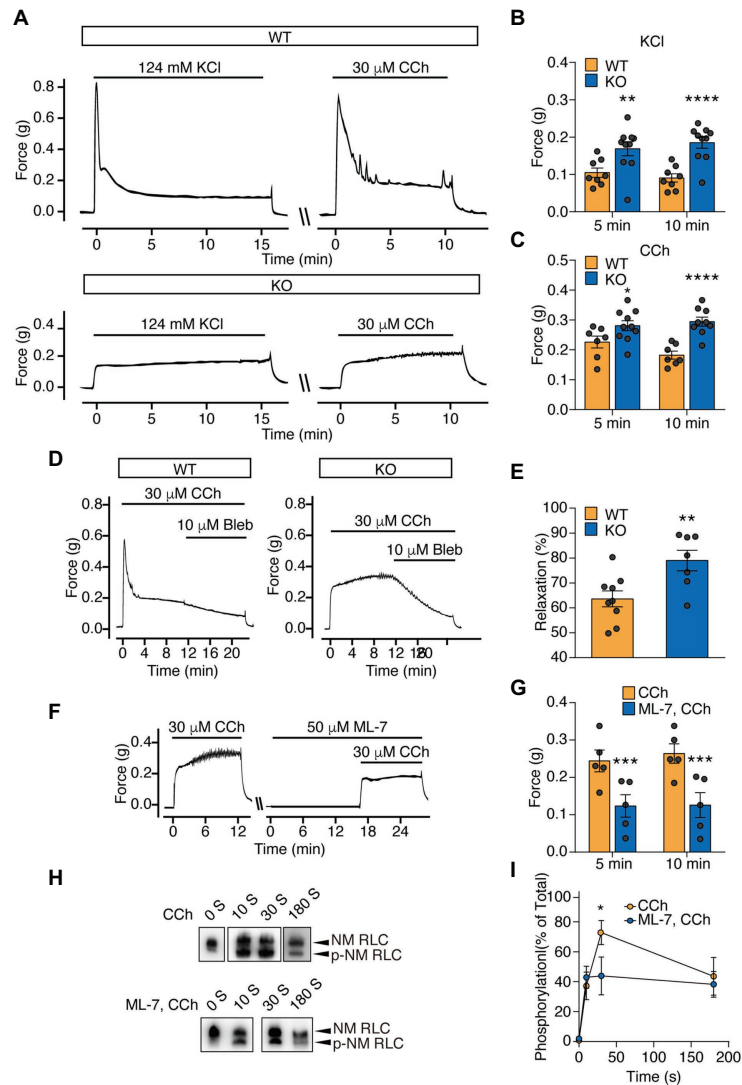 A
WT
124 mM KCl
30 μM CCh
Force (g)
0.8
0.6
0.4
0.2
0.0
0 5 10 15
0 5 10
Time (min)
Time (min)
KO
124 mM KCl
30 μM CCh
Force (g)
0.4
0.2
0.0
0 5 10 15
0 5 10
Time (min)
Time (min)
B
KCl
WT
KO
** ****
Force (g)
0.4
0.3
0.2
0.1
0.0
5 min 10 min
C
CCh
WT
KO
* ****
Force (g)
0.4
0.3
0.2
0.1
0.0
5 min 10 min
D
WT
30 μM CCh
10 μM Bleb
Force (g)
0.8
0.6
0.4
0.2
0.0
0 4 8 12 16 20
Time (min)
KO
30 μM CCh
10 μM Bleb
0.8
0.6
0.4
0.2
0.0
0 4 8 12 16 20
Time (min)
E
WT
KO
**
Relaxation (%)
100
90
80
70
60
50
40
F
30 μM CCh
50 μM ML-7
30 μM CCh
Force (g)
0.4
0.2
0.0
0 6 12
0 6 12 18 24
Time (min)
Time (min)
G
CCh
ML-7, CCh
*** ***
Force (g)
0.4
0.3
0.2
0.1
0.0
5 min 10 min
H
CCh
0 S 10 S 30 S 180 S
NM RLC
p-NM RLC
ML-7, CCh
0 S 10 S 30 S 180 S
NM RLC
p-NM RLC
I
CCh
ML-7, CCh
*
Phosphorylationl(% of Total)
100
80
60
40
20
0
0 50 100 150 200
Time (s)